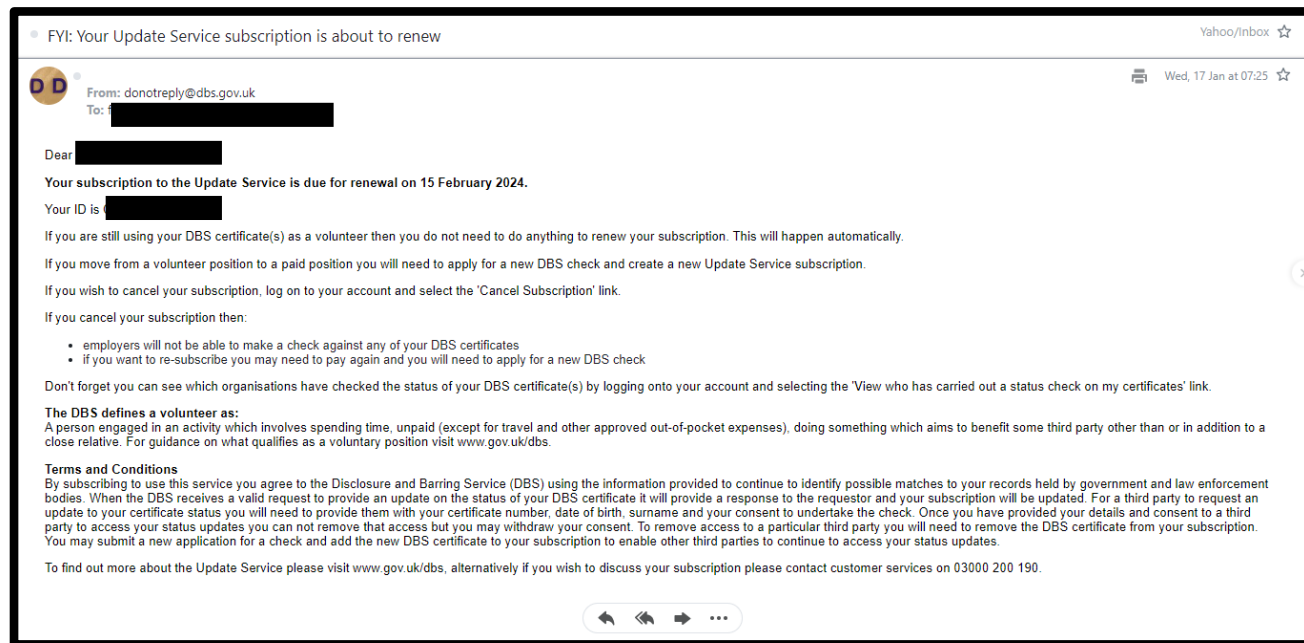 FYI: Your Update Service subscription is about to renew
Yahoo/Inbox
D D
Wed, 17 Jan at 07:25
From: donotreply@dbs.gov.uk
To: f
Dear
Your subscription to the Update Service is due for renewal on 15 February 2024.
Your ID is
If you are still using your DBS certificate(s) as a volunteer then you do not need to do anything to renew your subscription. This will happen automatically.
If you move from a volunteer position to a paid position you will need to apply for a new DBS check and create a new Update Service subscription.
If you wish to cancel your subscription, log on to your account and select the 'Cancel Subscription' link.
If you cancel your subscription then:
• employers will not be able to make a check against any of your DBS certificates
• if you want to re-subscribe you may need to pay again and you will need to apply for a new DBS check
Don't forget you can see which organisations have checked the status of your DBS certificate(s) by logging onto your account and selecting the 'View who has carried out a status check on my certificates' link.
The DBS defines a volunteer as:
A person engaged in an activity which involves spending time, unpaid (except for travel and other approved out-of-pocket expenses), doing something which aims to benefit some third party other than or in addition to a
close relative. For guidance on what qualifies as a voluntary position visit www.gov.uk/dbs.
Terms and Conditions
By subscribing to use this service you agree to the Disclosure and Barring Service (DBS) using the information provided to continue to identify possible matches to your records held by government and law enforcement
bodies. When the DBS receives a valid request to provide an update on the status of your DBS certificate it will provide a response to the requestor and your subscription will be updated. For a third party to request an
update to your certificate status you will need to provide them with your certificate number, date of birth, surname and your consent to undertake the check. Once you have provided your details and consent to a third
party to access your status updates you can not remove that access but you may withdraw your consent. To remove access to a particular third party you will need to remove the DBS certificate from your subscription.
You may submit a new application for a check and add the new DBS certificate to your subscription to enable other third parties to continue to access your status updates.
To find out more about the Update Service please visit www.gov.uk/dbs, alternatively if you wish to discuss your subscription please contact customer services on 03000 200 190.